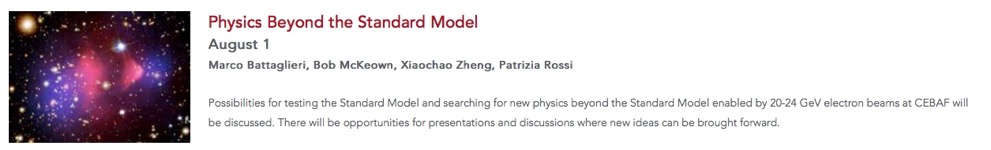 Physics Beyond the Standard Model
August 1
Marco Battaglieri, Bob McKeown, Xiaochao Zheng, Patrizia Rossi
Possibilities for testing the Standard Model and searching for new physics beyond the Standard Model enabled by 20-24 GeV electron beams at CEBAF will
be discussed. There will be opportunities for presentations and discussions where new ideas can be brought forward.